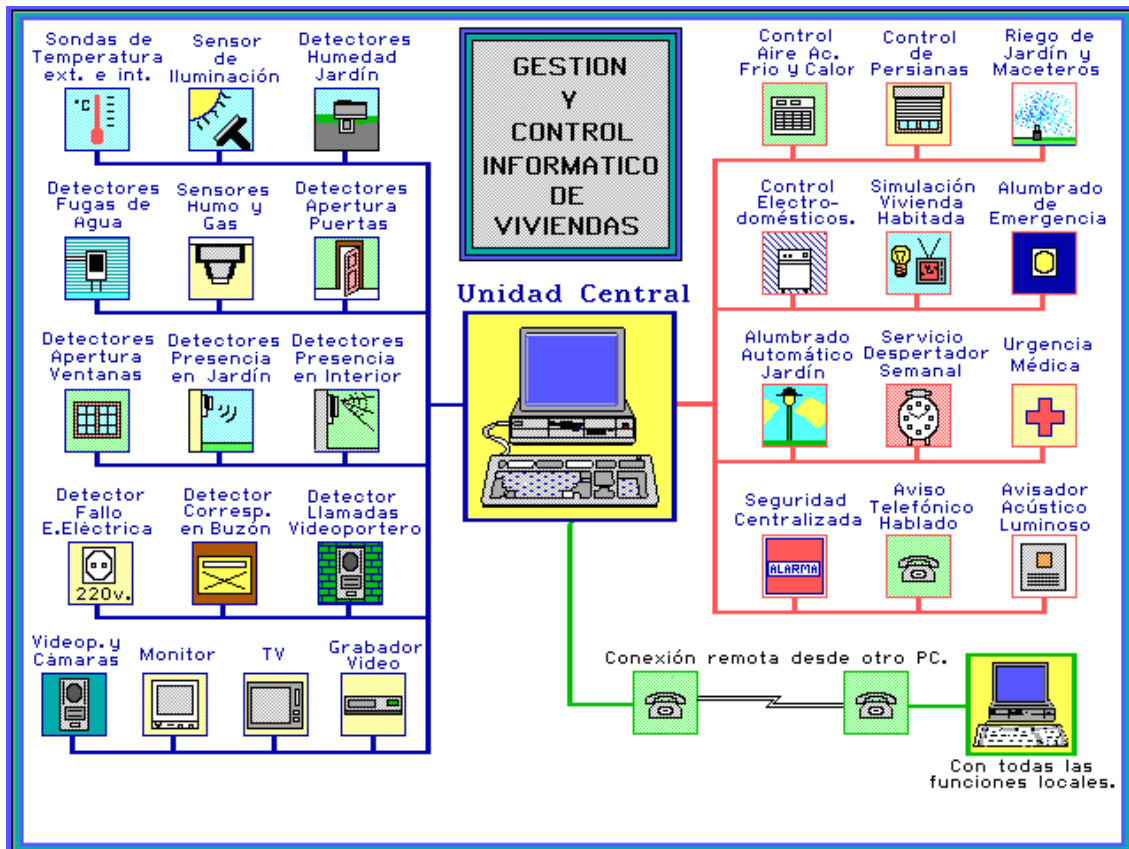 Sondas de
Temperatura
ext. e int.
Sensor
de
Iluminación
Detectores
Humedad
Jardín
°C
GESTION
Y
CONTROL
INFORMATICO
DE
VIVIENDAS
Control
Aire Ac.
Frio y Calor
Control
de
Persianas
Riego de
Jardín y
Maceteros
Detectores
Fugas de
Agua
Sensores
Humo y
Gas
Detectores
Apertura
Puertas
Control
Electro-
domésticos.
Simulación
Vivienda
Habitada
Alumbrado
de
Emergencia
Unidad Central
Detectores
Apertura
Ventanas
Detectores
Presencia
en Jardín
Detectores
Presencia
en Interior
Alumbrado
Automático
Jardín
Servicio
Despertador
Semanal
Urgencia
Médica
Detector
Fallo
E.Eléctrica
220v.
Detector
Corresp.
en Buzón
Detector
Llamadas
Videoportero
Seguridad
Centralizada
ALARMA
Aviso
Telefónico
Hablado
Avisador
Acústico
Luminoso
Videop.y
Cámaras
Monitor
TV
Grabador
Video
Conexión remota desde otro PC.
Con todas las
funciones locales.